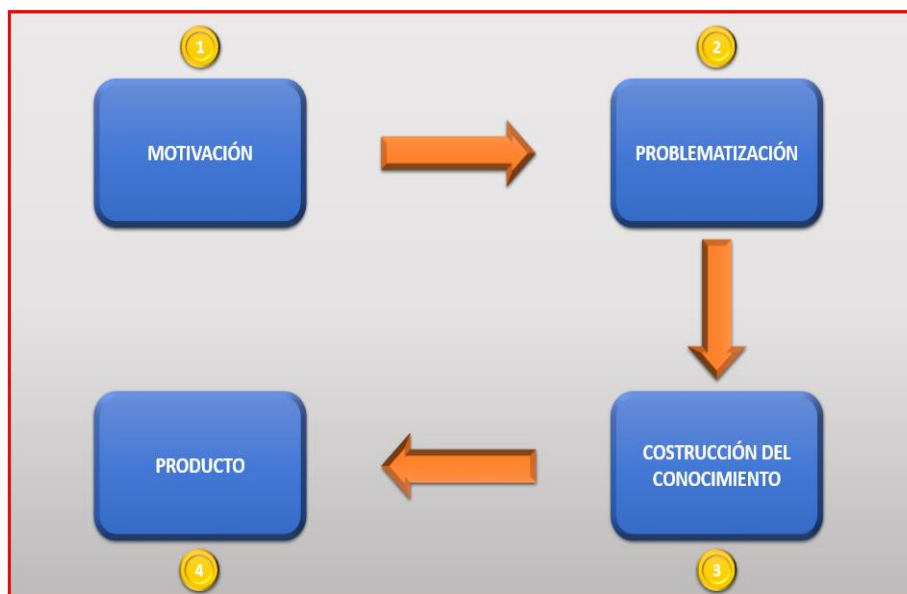 1
MOTIVACIÓN
2
PROBLEMATIZACIÓN
COSTRUCCIÓN DEL
CONOCIMIENTO
3
PRODUCTO
4